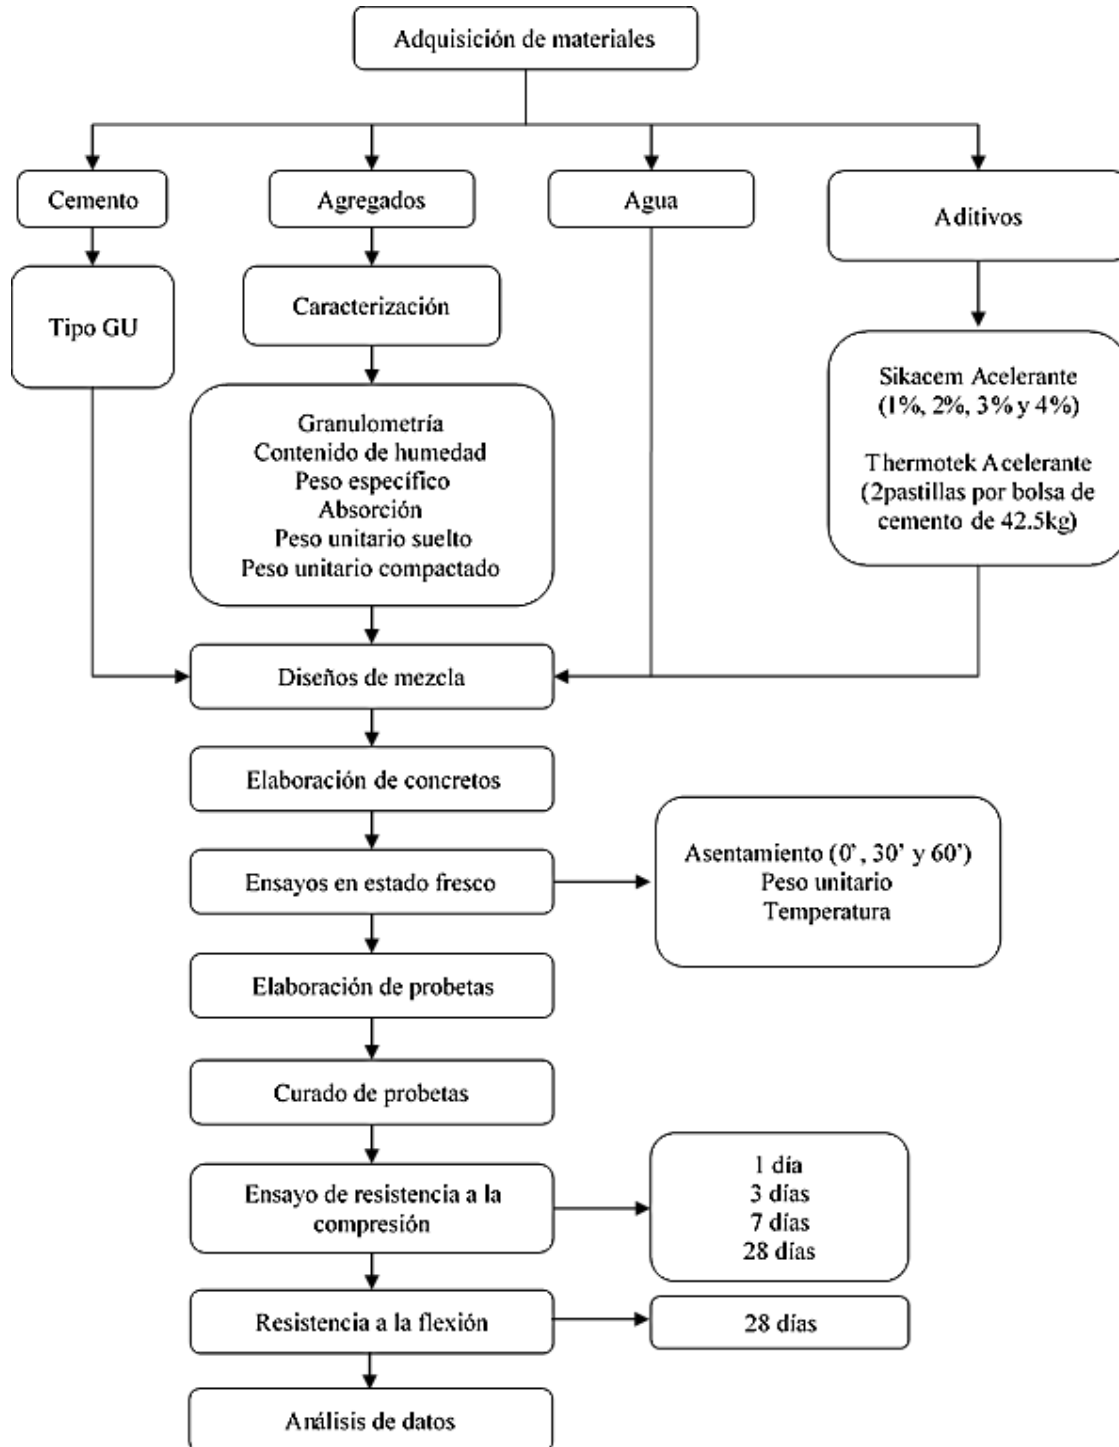 Adquisición de materiales
Cemento
Agregados
Agua
Aditivos
Tipo GU
Caracterización
Granulometría
Contenido de humedad
Peso específico
Absorción
Peso unitario suelto
Peso unitario compactado
Sikacem Acelerante
(1%, 2%, 3% y 4%)
Thermotek Acelerante
(2pastillas por bolsa de
cemento de 42.5kg)
Diseños de mezcla
Elaboración de concretos
Ensayos en estado fresco
Asentamiento (0’, 30’ y 60’)
Peso unitario
Temperatura
Elaboración de probetas
Curado de probetas
Ensayo de resistencia a la
compresión
1 día
3 días
7 días
28 días
Resistencia a la flexión
28 días
Análisis de datos